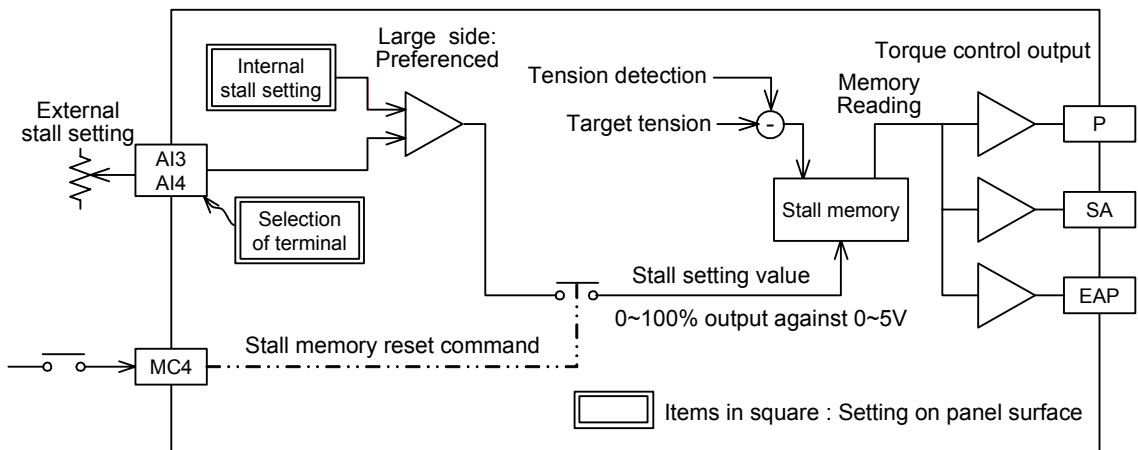 Large side:
Preferenced
Internal
stall setting
External
stall setting
AI3
AI4
Selection
of terminal
Tension detection
Target tension
-
Torque control output
Memory
Reading
P
Stall memory
SA
Stall setting value
EAP
0~100% output against 0~5V
Stall memory reset command
MC4
Items in square : Setting on panel surface